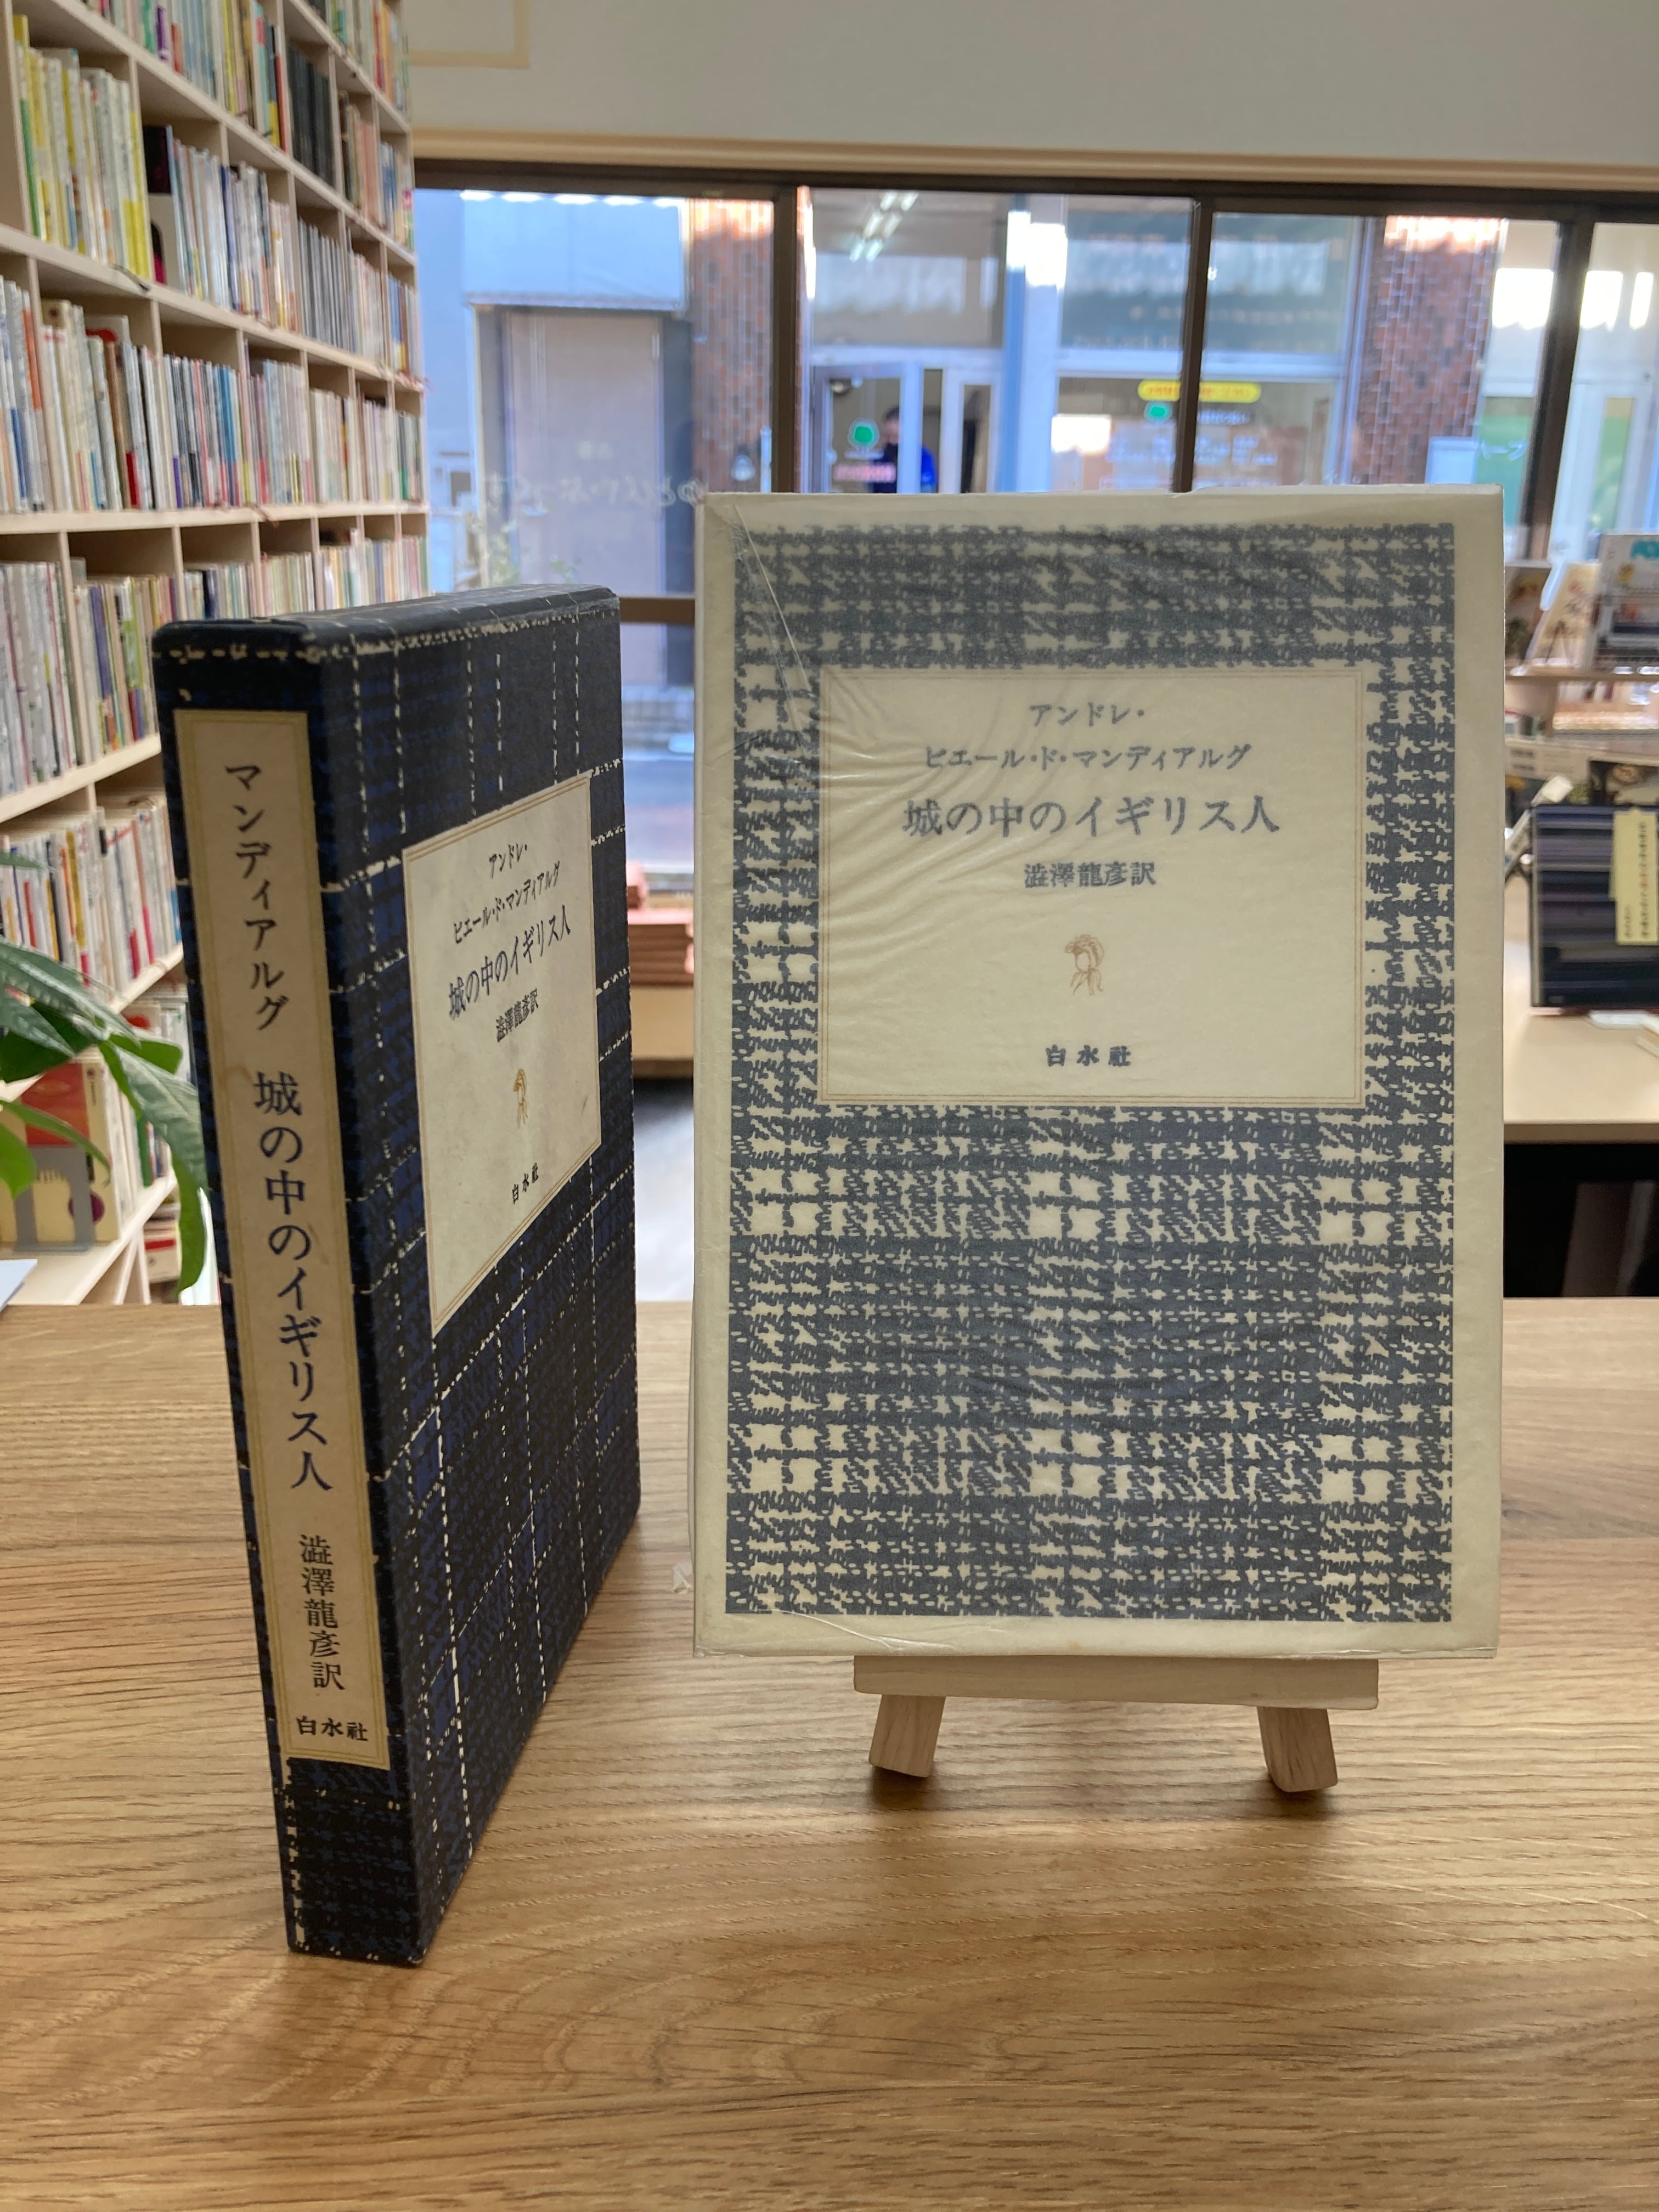 マンディアルグ 城の中のイギリス人 澁澤龍彥訳 白水社
アンドレ・
ピエール・ド・マンディアルグ
城の中のイギリス人
澁澤龍彥訳
白水社
アンドレ・
ピエール・ド・マンディアルグ
城の中のイギリス人
澁澤龍彥訳
白水社